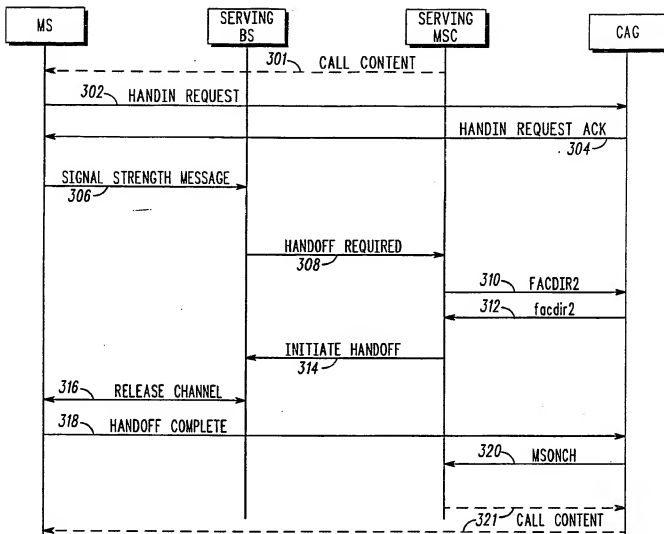 MS
SERVING
BS
SERVING
MSC
CAG
301
CALL CONTENT
302
HANDIN REQUEST
HANDIN REQUEST ACK
304
SIGNAL STRENGTH MESSAGE
306
HANDOFF REQUIRED
308
310
FACDIR2
312
facdir2
INITIATE HANDOFF
314
316
RELEASE CHANNEL
318
HANDOFF COMPLETE
320
MSONCH
321
CALL CONTENT